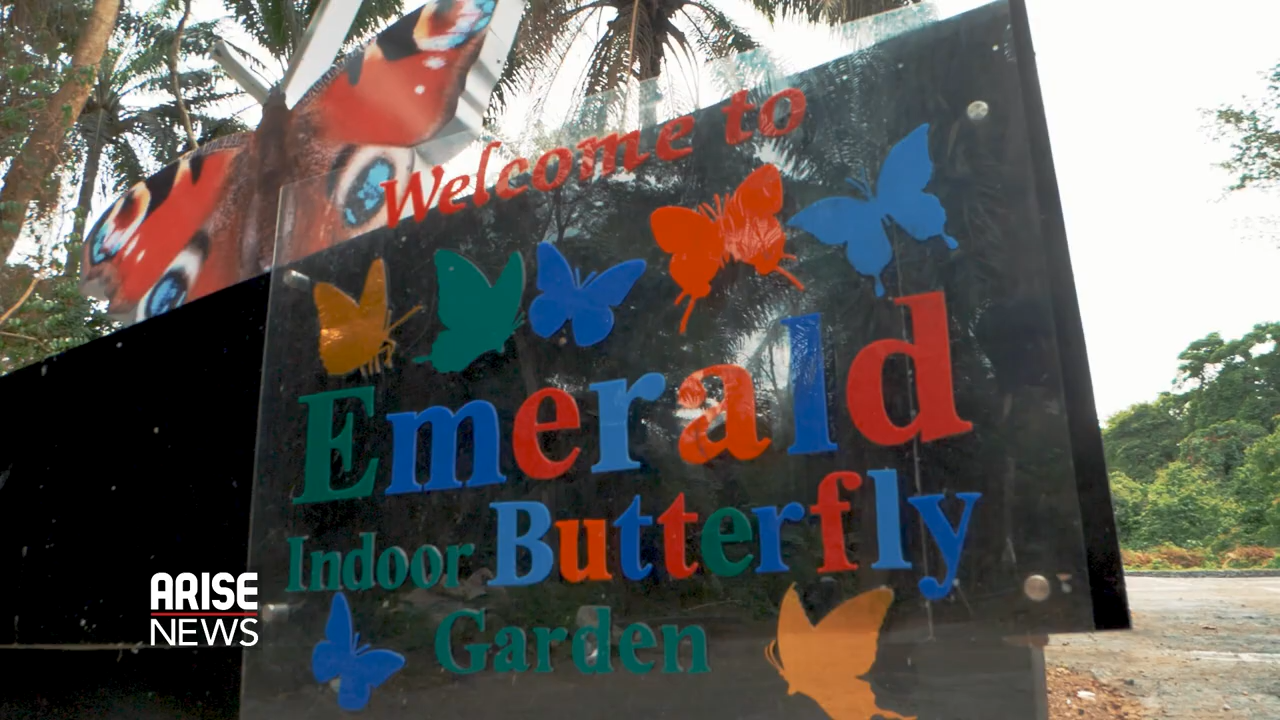 Welcome to
Emerald
Indoor Butterfly
Garden
ARISE
NEWS